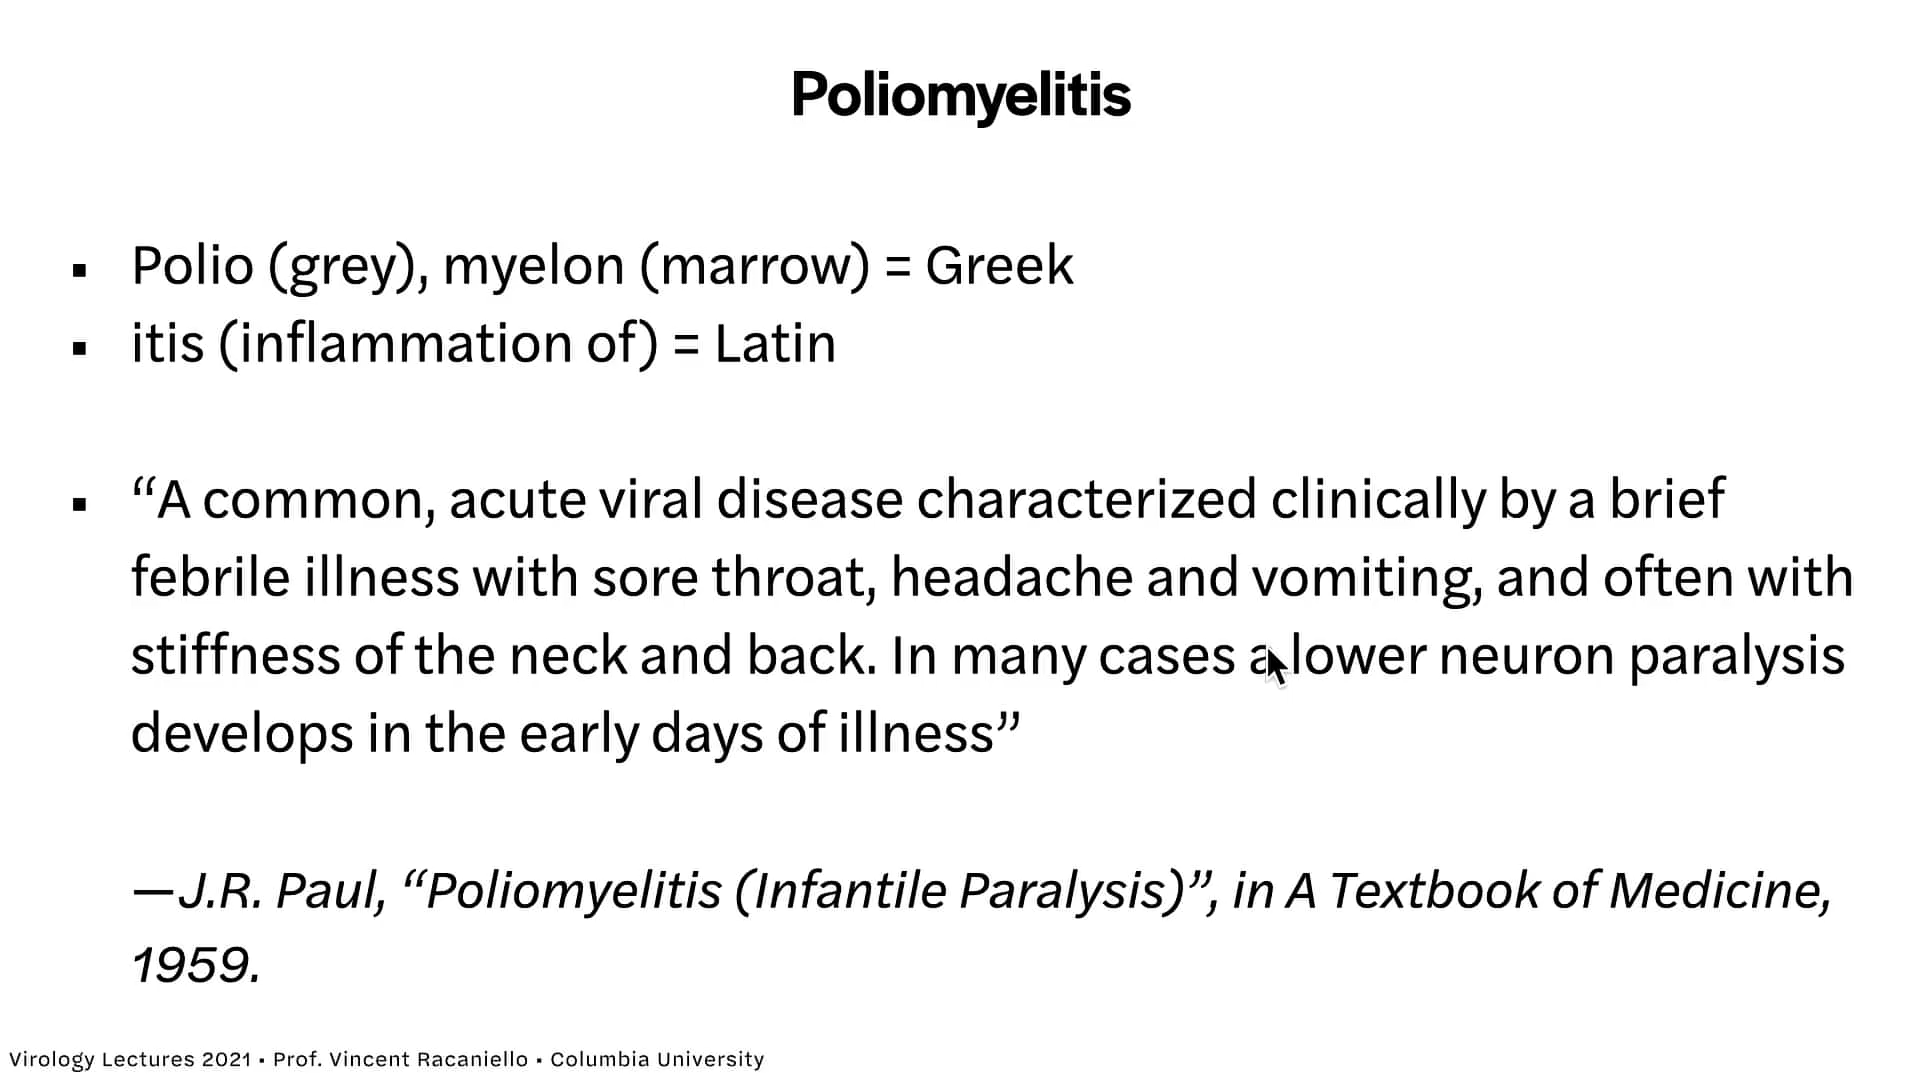 Poliomyelitis
▪ Polio (grey), myelon (marrow) = Greek
▪ itis (inflammation of) = Latin
▪ “A common, acute viral disease characterized clinically by a brief
febrile illness with sore throat, headache and vomiting, and often with
stiffness of the neck and back. In many cases a lower neuron paralysis
develops in the early days of illness”
—J.R. Paul, “Poliomyelitis (Infantile Paralysis)”, in A Textbook of Medicine,
1959.
Virology Lectures 2021 • Prof. Vincent Racaniello • Columbia University